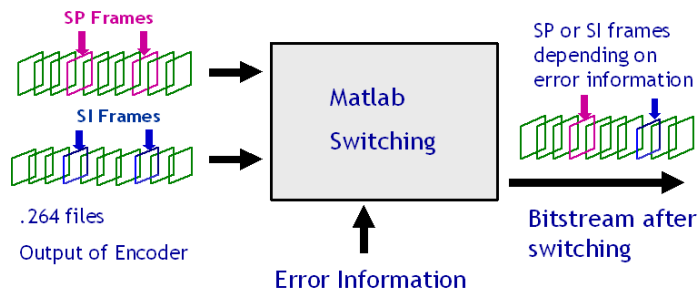 SP Frames
SI Frames
.264 files
Output of Encoder
Matlab
Switching
Error Information
SP or SI frames
depending on
error information
Bitstream after
switching